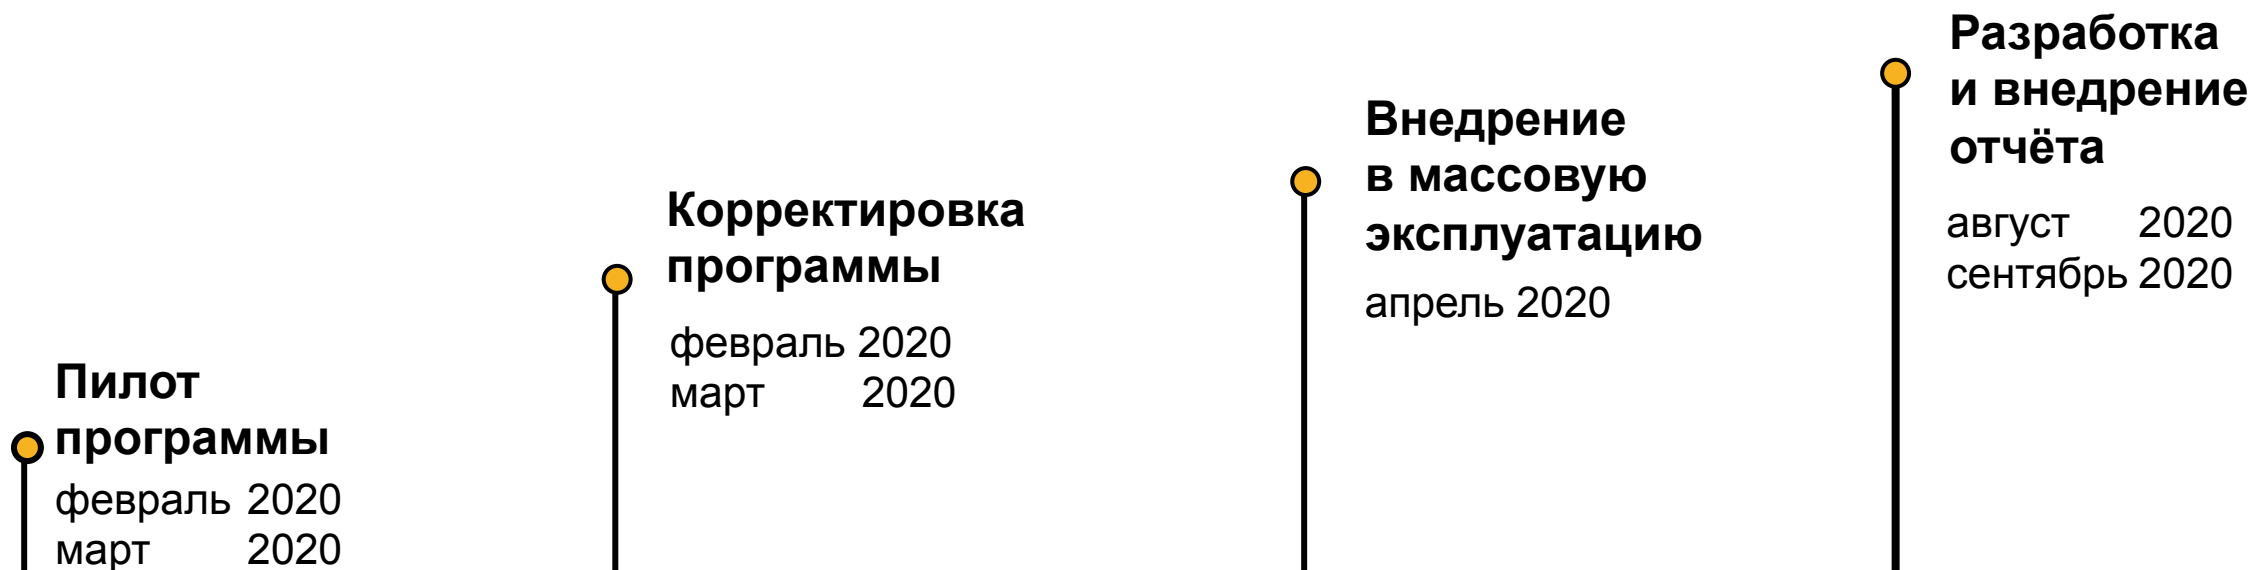 Пилот
программы
февраль 2020
март 2020
Корректировка
программы
февраль 2020
март 2020
Внедрение
в массовую
эксплуатацию
апрель 2020
Разработка
и внедрение
отчёта
август 2020
сентябрь 2020